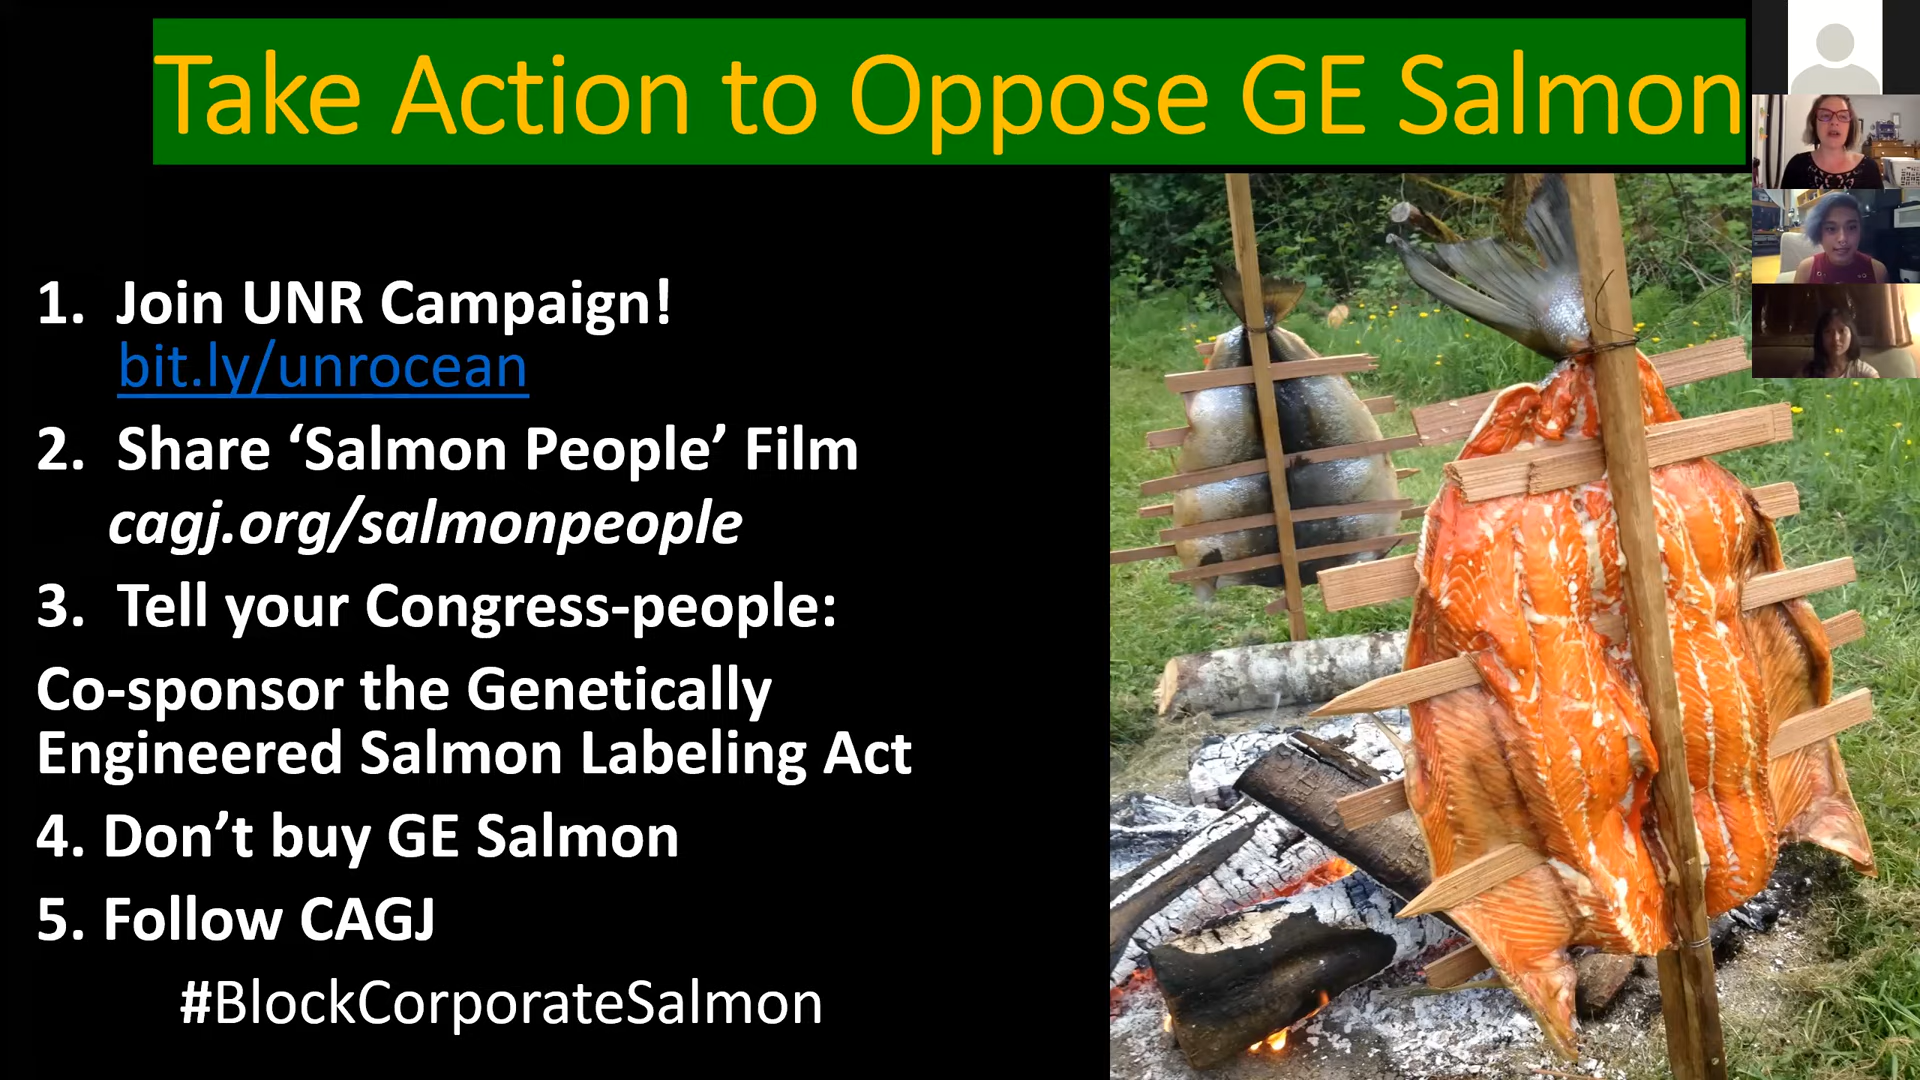 Take Action to Oppose GE Salmon
1. Join UNR Campaign!
bit.ly/unrocean
2. Share ‘Salmon People’ Film
cagj.org/salmonpeople
3. Tell your Congress-people:
Co-sponsor the Genetically
Engineered Salmon Labeling Act
4. Don’t buy GE Salmon
5. Follow CAGJ
#BlockCorporateSalmon